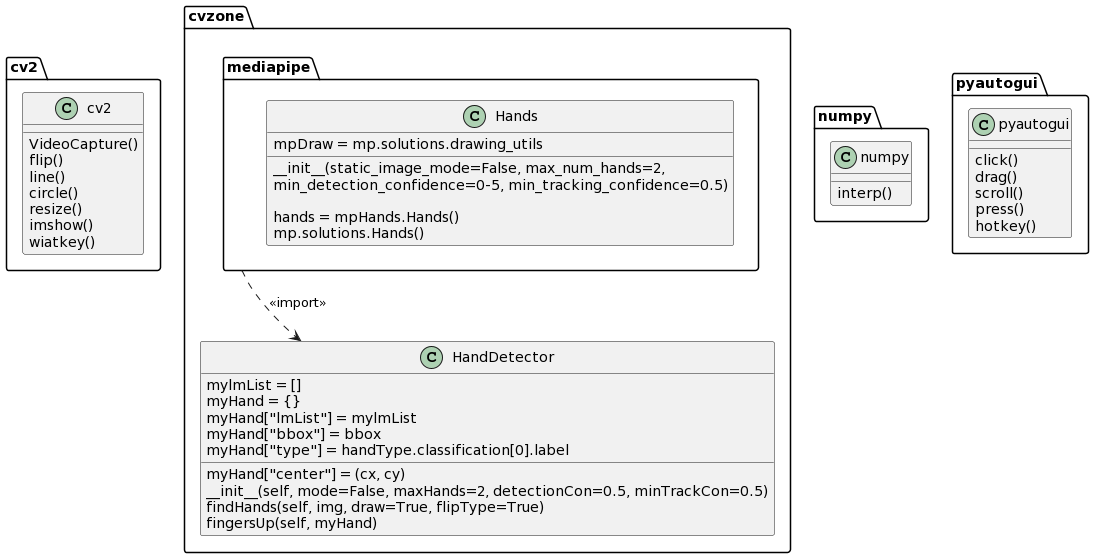 cv2
C cv2
VideoCapture()
flip()
line()
circle()
resize()
imshow()
wiatkey()
cvzone
mediapipe
C Hands
mpDraw = mp.solutions.drawing_utils
__init__(static_image_mode=False, max_num_hands=2,
min_detection_confidence=0-5, min_tracking_confidence=0.5)
hands = mpHands.Hands()
mp.solutions.Hands()
«import»
C HandDetector
mylmList = []
myHand = {}
myHand["lmList"] = mylmList
myHand["bbox"] = bbox
myHand["type"] = handType.classification[0].label
myHand["center"] = (cx, cy)
__init__(self, mode=False, maxHands=2, detectionCon=0.5, minTrackCon=0.5)
findHands(self, img, draw=True, flipType=True)
fingersUp(self, myHand)
numpy
C numpy
interp()
pyautogui
C pyautogui
click()
drag()
scroll()
press()
hotkey()